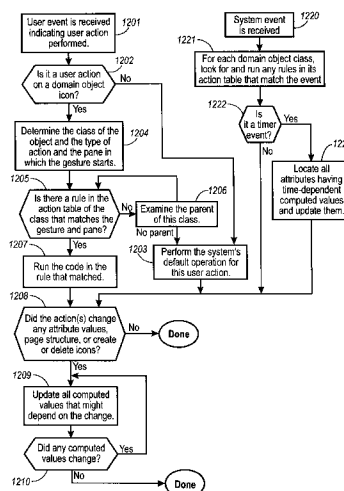 1201
User event is received
indicating user action
performed.
1202
Is it a user action
on a domain object
icon?
No
Yes
1204
Determine the class of the
object and the type of
action and the pane in
which the gesture starts.
1205
Is there a rule in the
action table of the
class that matches the
gesture and pane?
No
1206
Examine the parent
of this class.
No parent
Yes
1207
Run the code in
the rule that matched.
1203
Perform the system's
default operation for
this user action.
1208
Did the action(s) change
any attribute values,
page structure, or create
or delete icons?
No
Done
Yes
1209
Update all computed
values that might
depend on the change.
Did any computed
values change?
Yes
1210
No
Done
1220
System event
is received
1221
For each domain object class,
look for and run any rules in its
action table that match the event
1222
Is
it a timer
event?
Yes
No
Locate all
attributes having
time-dependent
computed values
and update them.